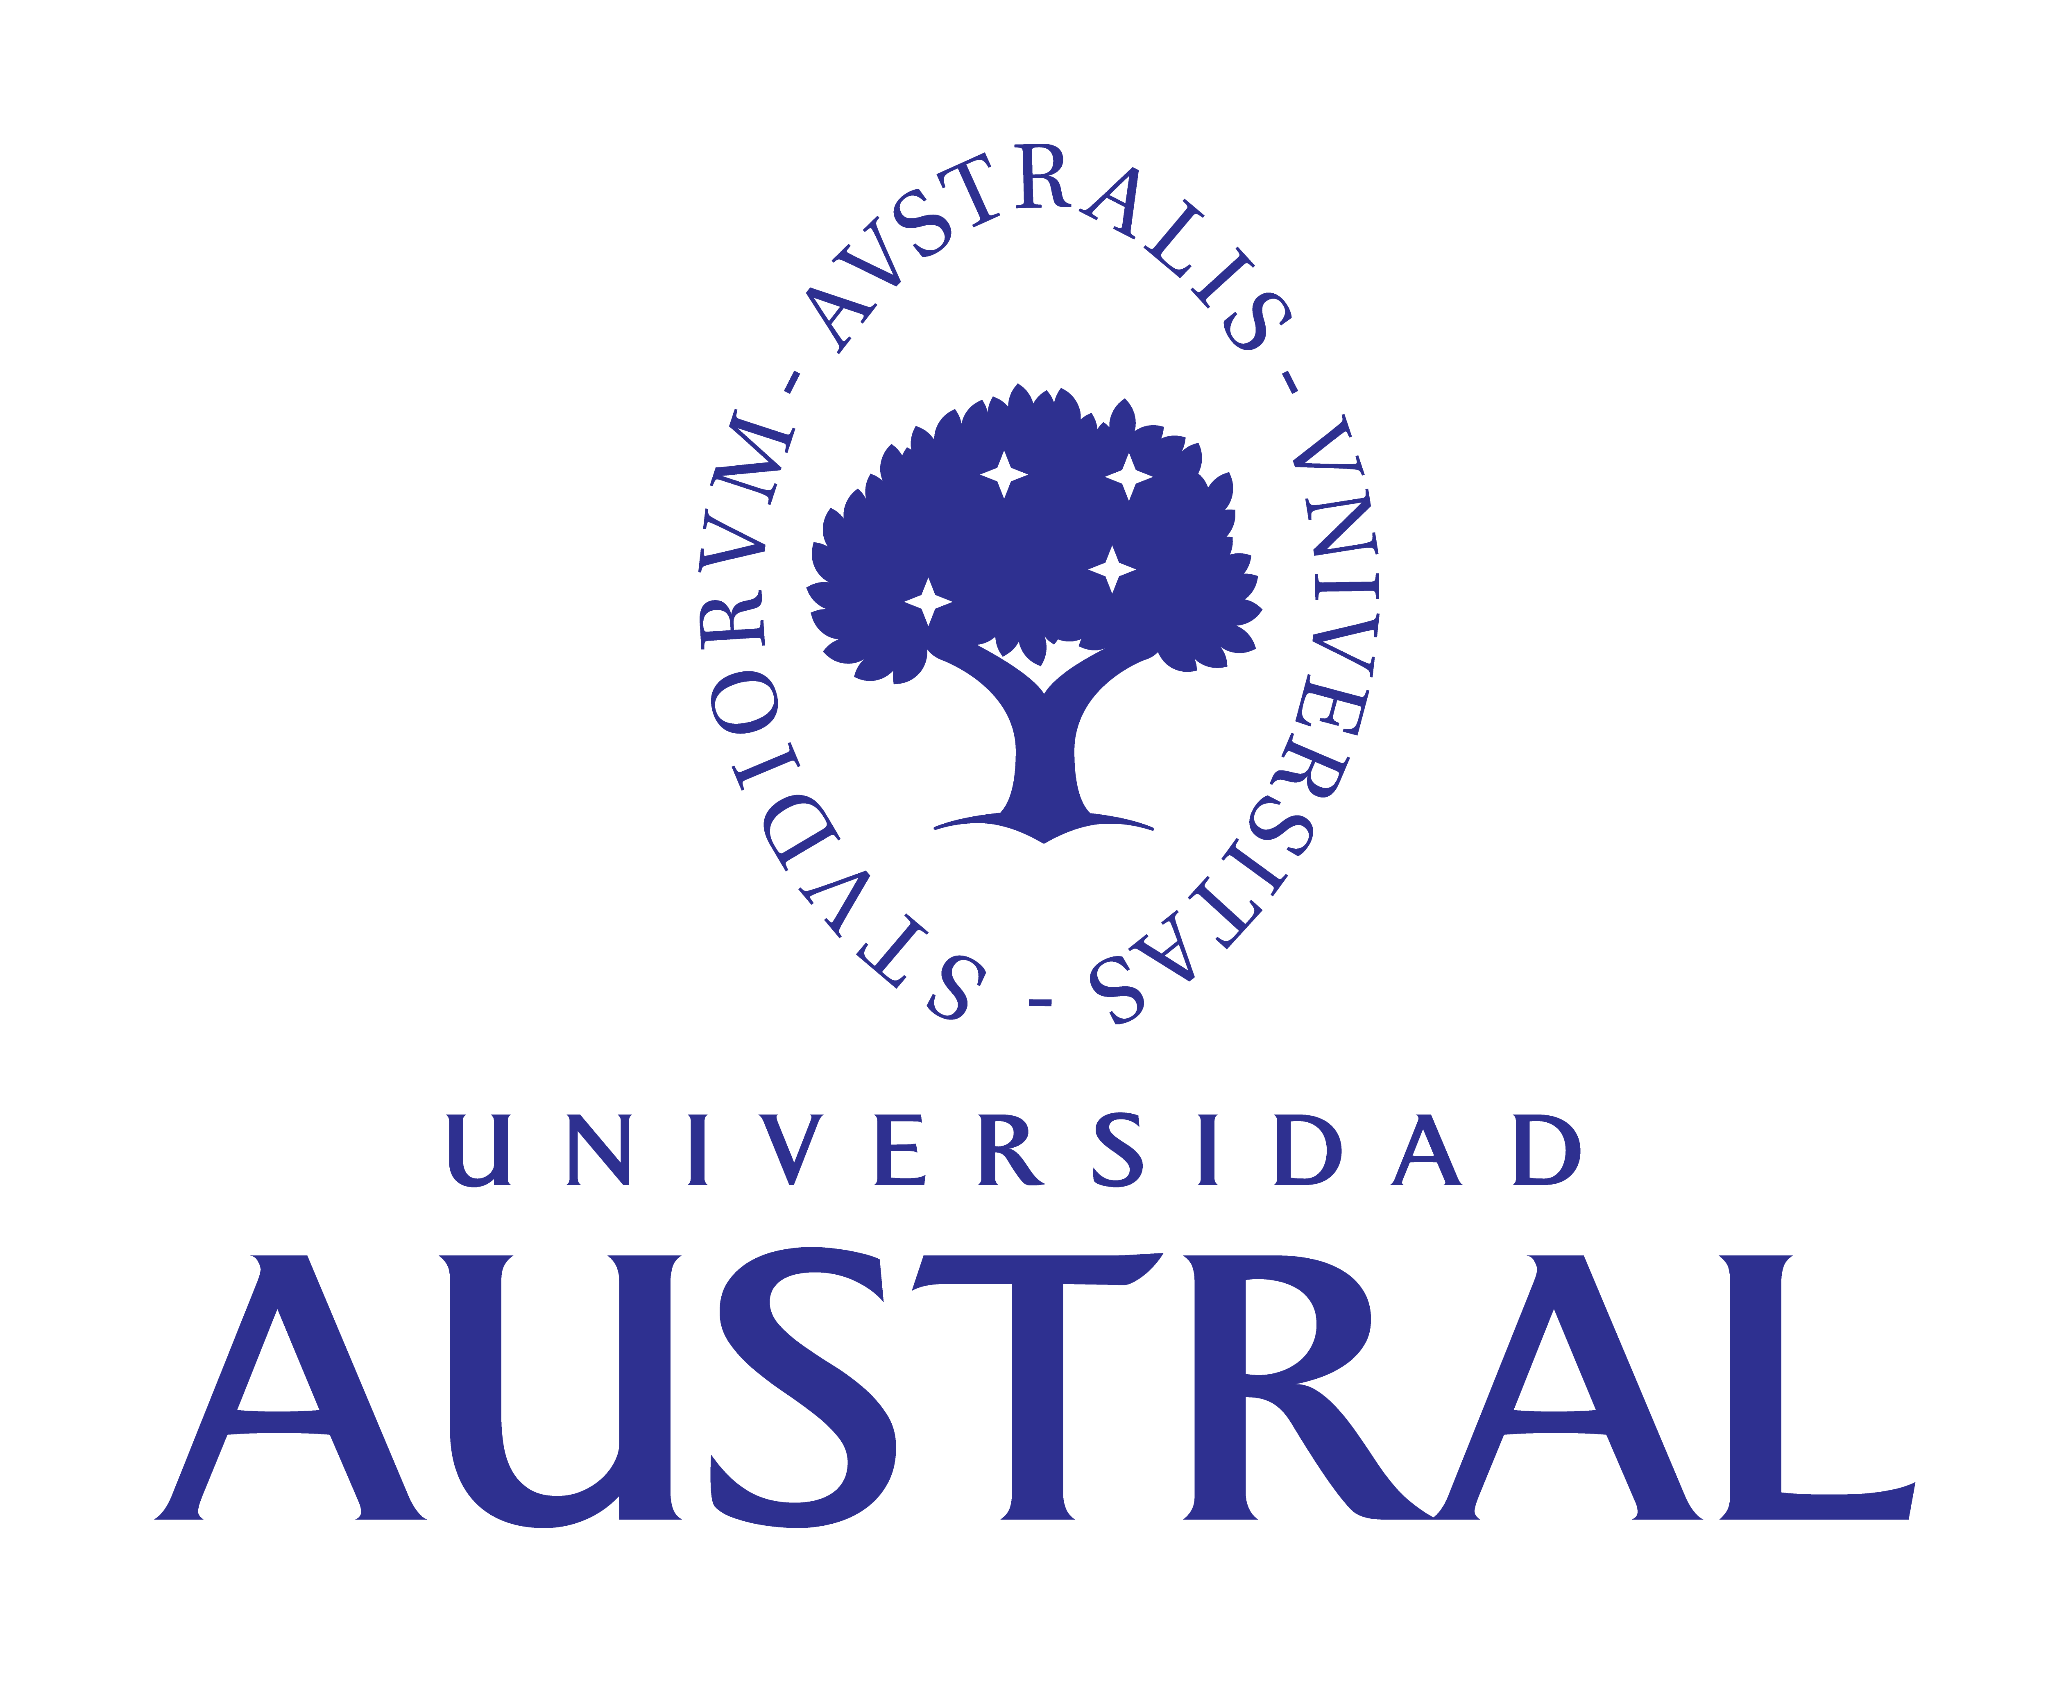 STVDIORVM - AVSTRALIS - VNIVERSITAS -
UNIVERSIDAD
AUSTRAL